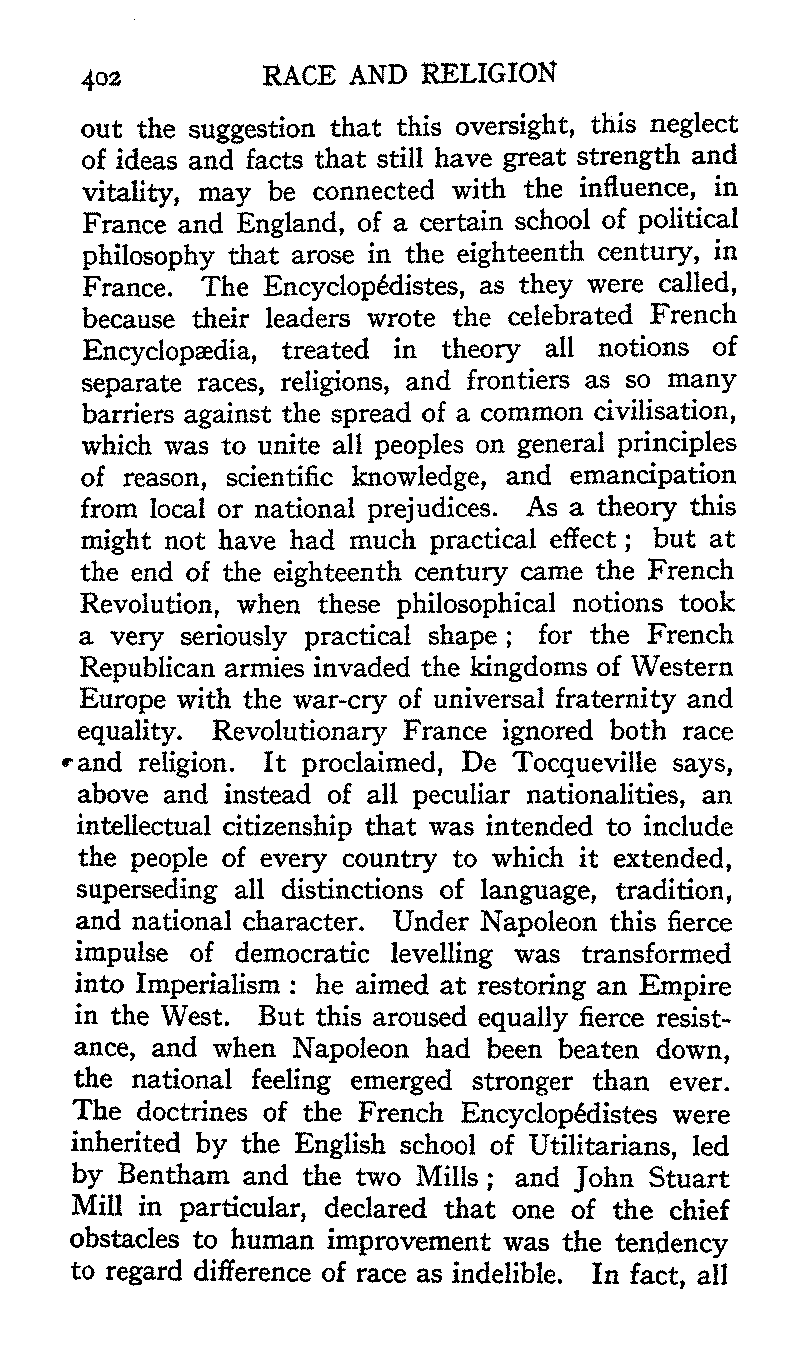 402 RACE AND RELIGION
out the suggestion that this oversight, this neglect
of ideas and facts that still have great strength and
vitality, may be connected with the influence, in
France and England, of a certain school of political
philosophy that arose in the eighteenth century, in
France. The Encyclopédistes, as they were called,
because their leaders wrote the celebrated French
Encyclopædia, treated in theory all notions of
separate races, religions, and frontiers as so many
barriers against the spread of a common civilisation,
which was to unite all peoples on general principles
of reason, scientific knowledge, and emancipation
from local or national prejudices. As a theory this
might not have had much practical effect ; but at
the end of the eighteenth century came the French
Revolution, when these philosophical notions took
a very seriously practical shape ; for the French
Republican armies invaded the kingdoms of Western
Europe with the war-cry of universal fraternity and
equality. Revolutionary France ignored both race
and religion. It proclaimed, De Tocqueville says,
above and instead of all peculiar nationalities, an
intellectual citizenship that was intended to include
the people of every country to which it extended,
superseding all distinctions of language, tradition,
and national character. Under Napoleon this fierce
impulse of democratic levelling was transformed
into Imperialism : he aimed at restoring an Empire
in the West. But this aroused equally fierce resist-
ance, and when Napoleon had been beaten down,
the national feeling emerged stronger than ever.
The doctrines of the French Encyclopédistes were
inherited by the English school of Utilitarians, led
by Bentham and the two Mills ; and John Stuart
Mill in particular, declared that one of the chief
obstacles to human improvement was the tendency
to regard difference of race as indelible. In fact, all